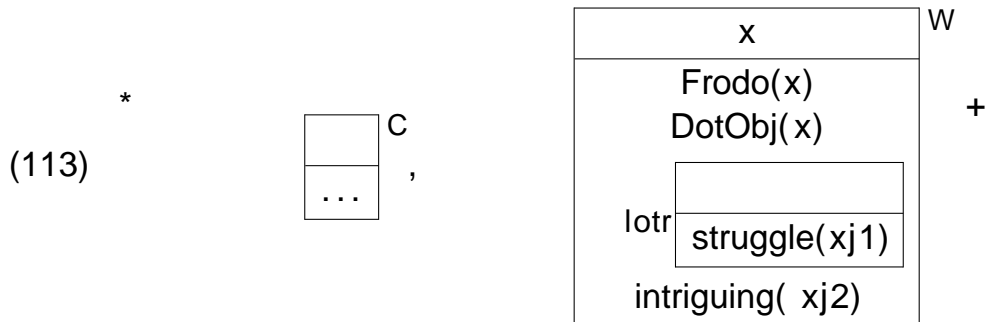 x W
Frodo(x)
* C DotObj(x) +
(113) ,
...
lotr struggle(xj1)
intriguing( xj2)